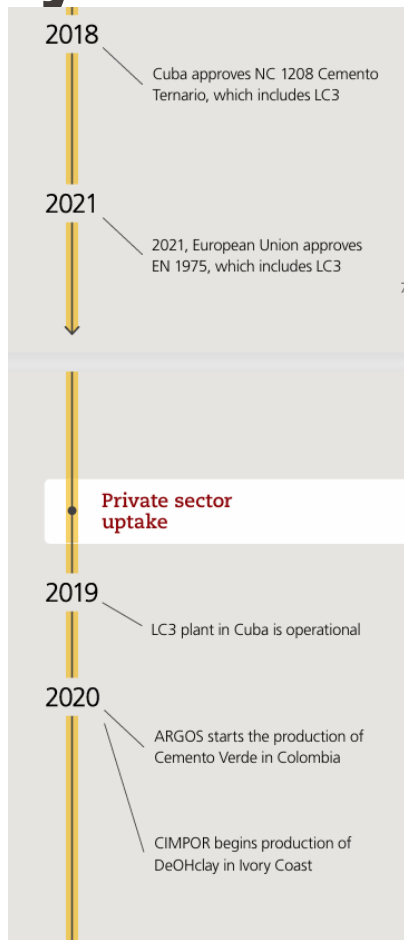 2018
Cuba approves NC 1208 Cemento
Ternario, which includes LC3
2021
2021, European Union approves
EN 1975, which includes LC3
Private sector
uptake
2019
LC3 plant in Cuba is operational
2020
ARGOS starts the production of
Cemento Verde in Colombia
CIMPOR begins production of
DeOHclay in Ivory Coast